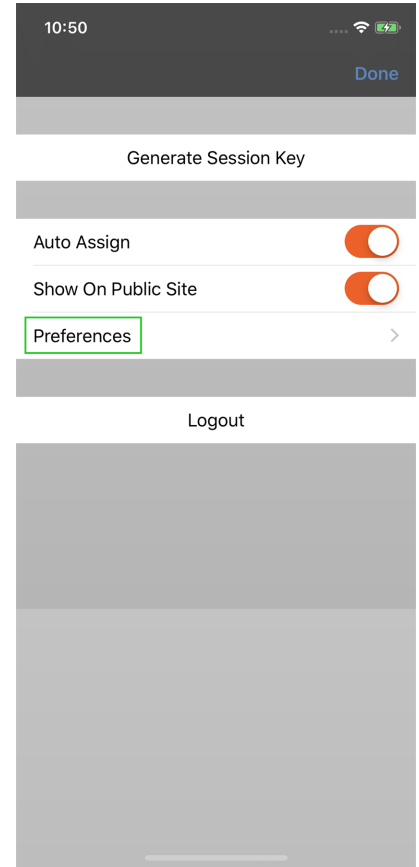 10:50
Done
Generate Session Key
Auto Assign
Show On Public Site
Preferences
Logout